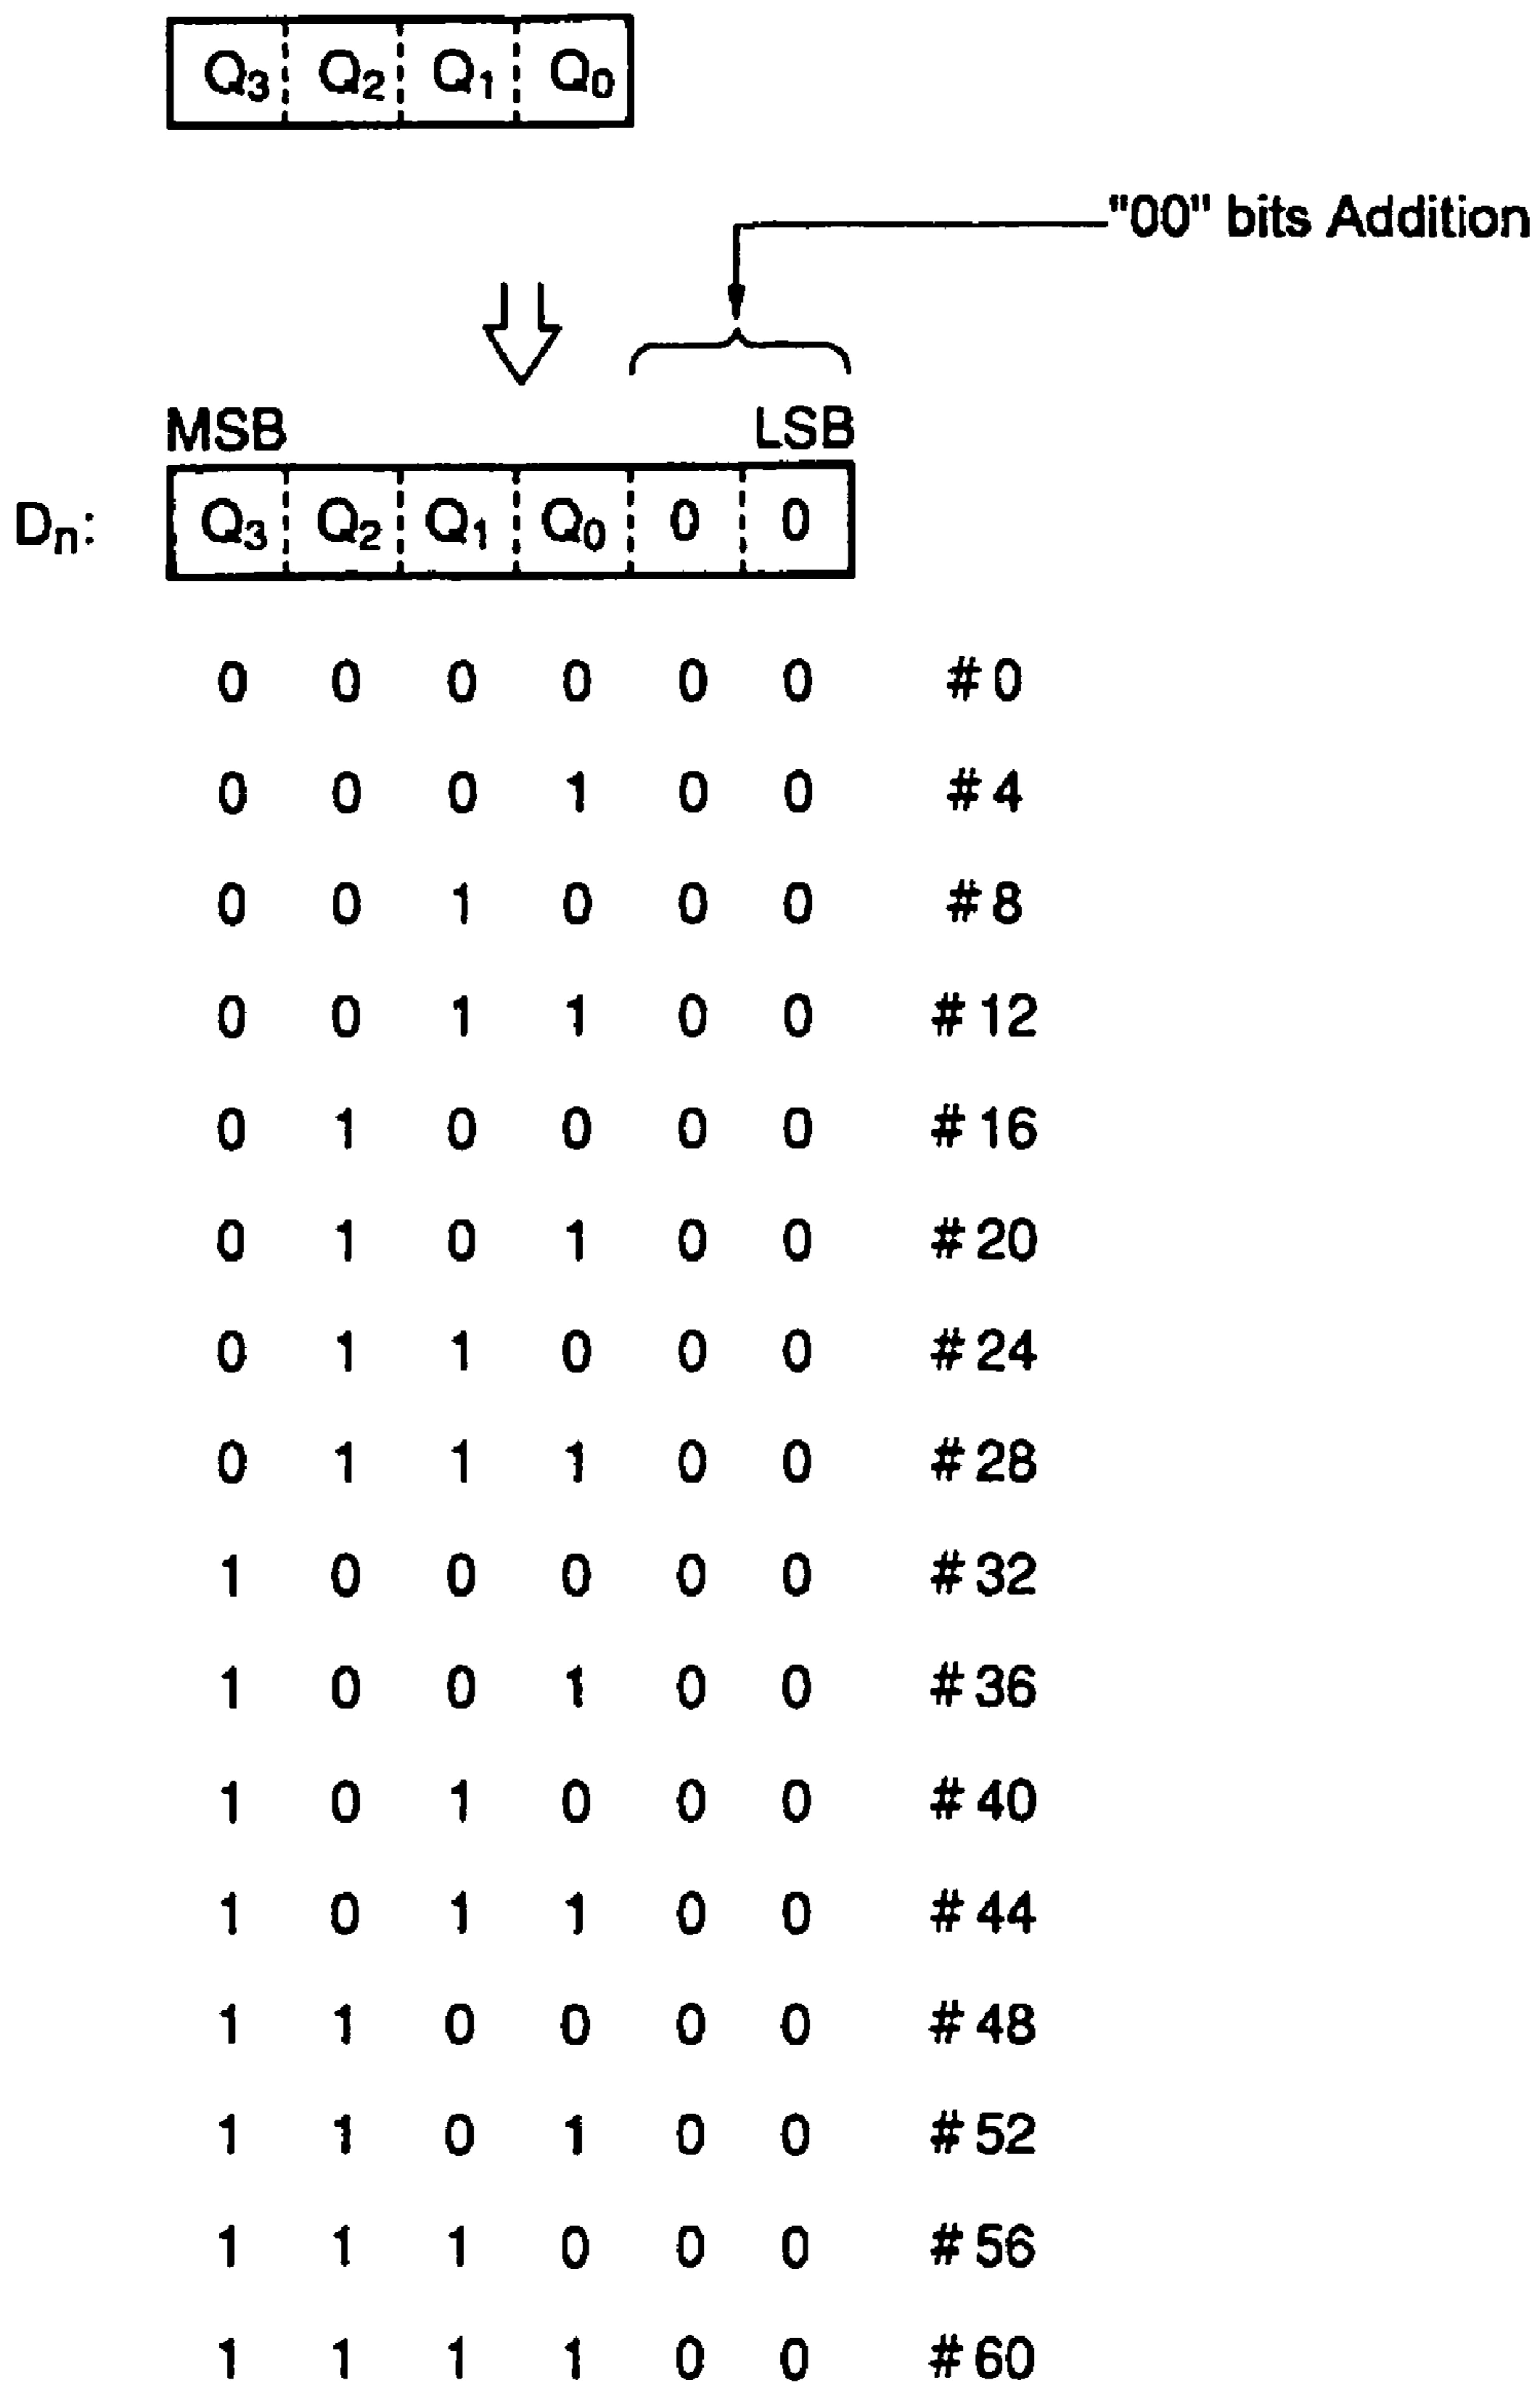 Q₃ Q₂ Q₁ Q₀
"00" bits Addition
MSB LSB
Dₙ: Q₃ Q₂ Q₁ Q₀ 0 0
0 0 0 0 0 0 #0
0 0 0 1 0 0 #4
0 0 1 0 0 0 #8
0 0 1 1 0 0 #12
0 1 0 0 0 0 #16
0 1 0 1 0 0 #20
0 1 1 0 0 0 #24
0 1 1 1 0 0 #28
1 0 0 0 0 0 #32
1 0 0 1 0 0 #36
1 0 1 0 0 0 #40
1 0 1 1 0 0 #44
1 1 0 0 0 0 #48
1 1 0 1 0 0 #52
1 1 1 0 0 0 #56
1 1 1 1 0 0 #60